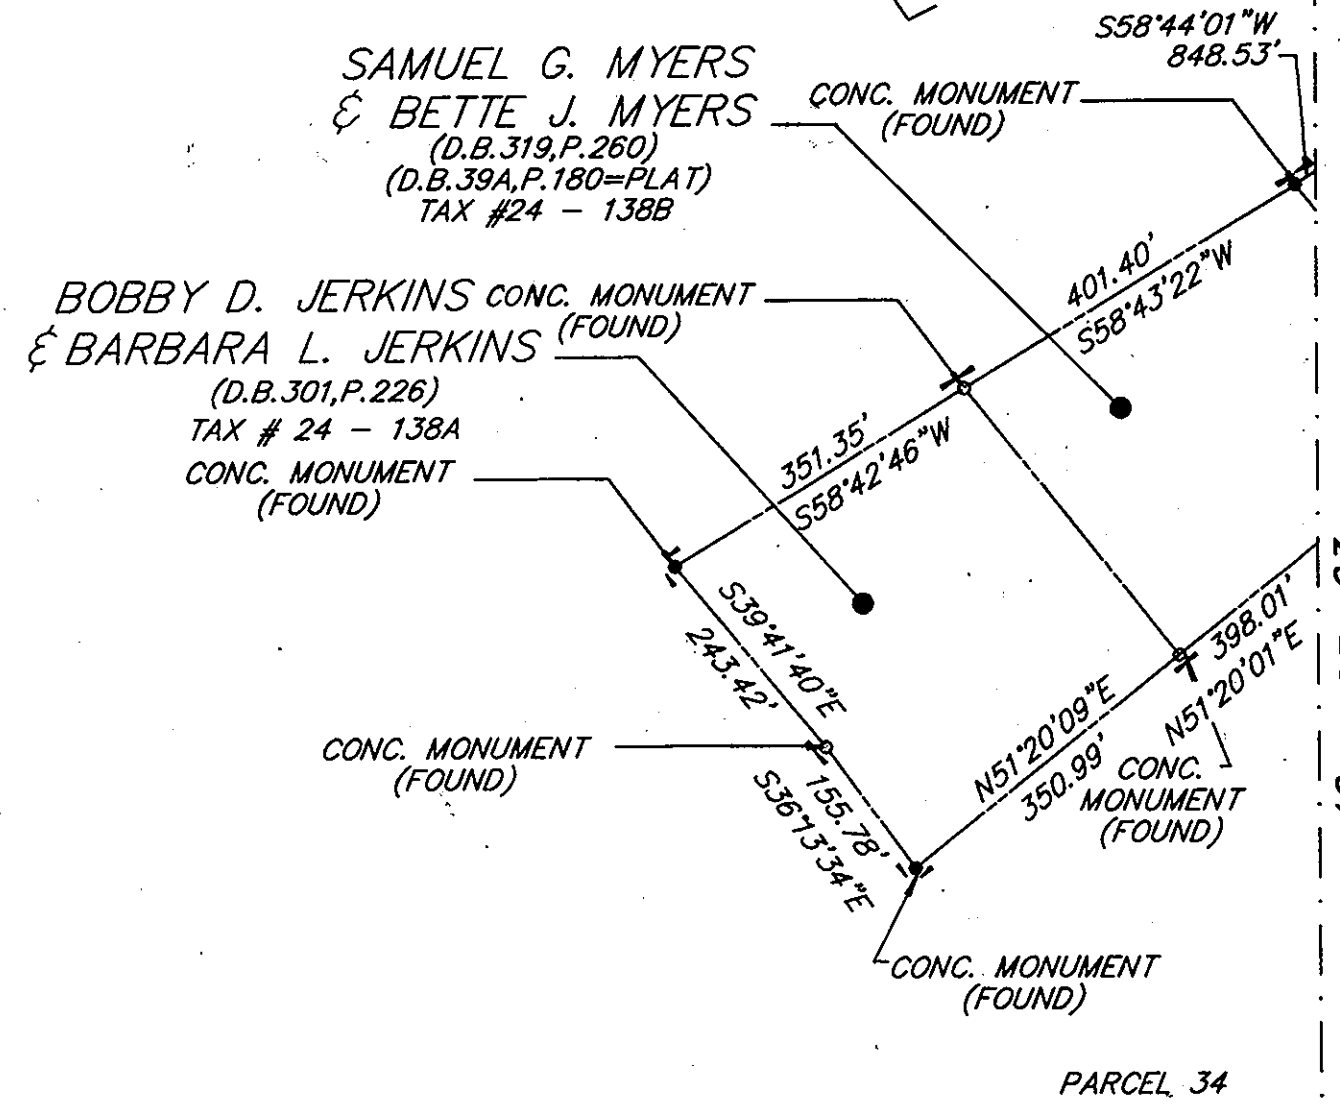 S58°44'01"W
848.53'
SAMUEL G. MYERS
& BETTE J. MYERS
(D.B.319,P.260)
(D.B.39A,P.180=PLAT)
TAX #24 - 138B
CONC. MONUMENT
(FOUND)
401.40'
S58°43'22"W
BOBBY D. JERKINS
& BARBARA L. JERKINS
(D.B.301,P.226)
TAX # 24 - 138A
CONC. MONUMENT
(FOUND)
351.35'
S58°42'46"W
CONC. MONUMENT
(FOUND)
S39°41'40"E
243.42'
398.01'
N51°20'01"E
N51°20'09"E
350.99'
CONC.
MONUMENT
(FOUND)
CONC. MONUMENT
(FOUND)
155.78'
S36°13'34"E
CONC. MONUMENT
(FOUND)
PARCEL 34